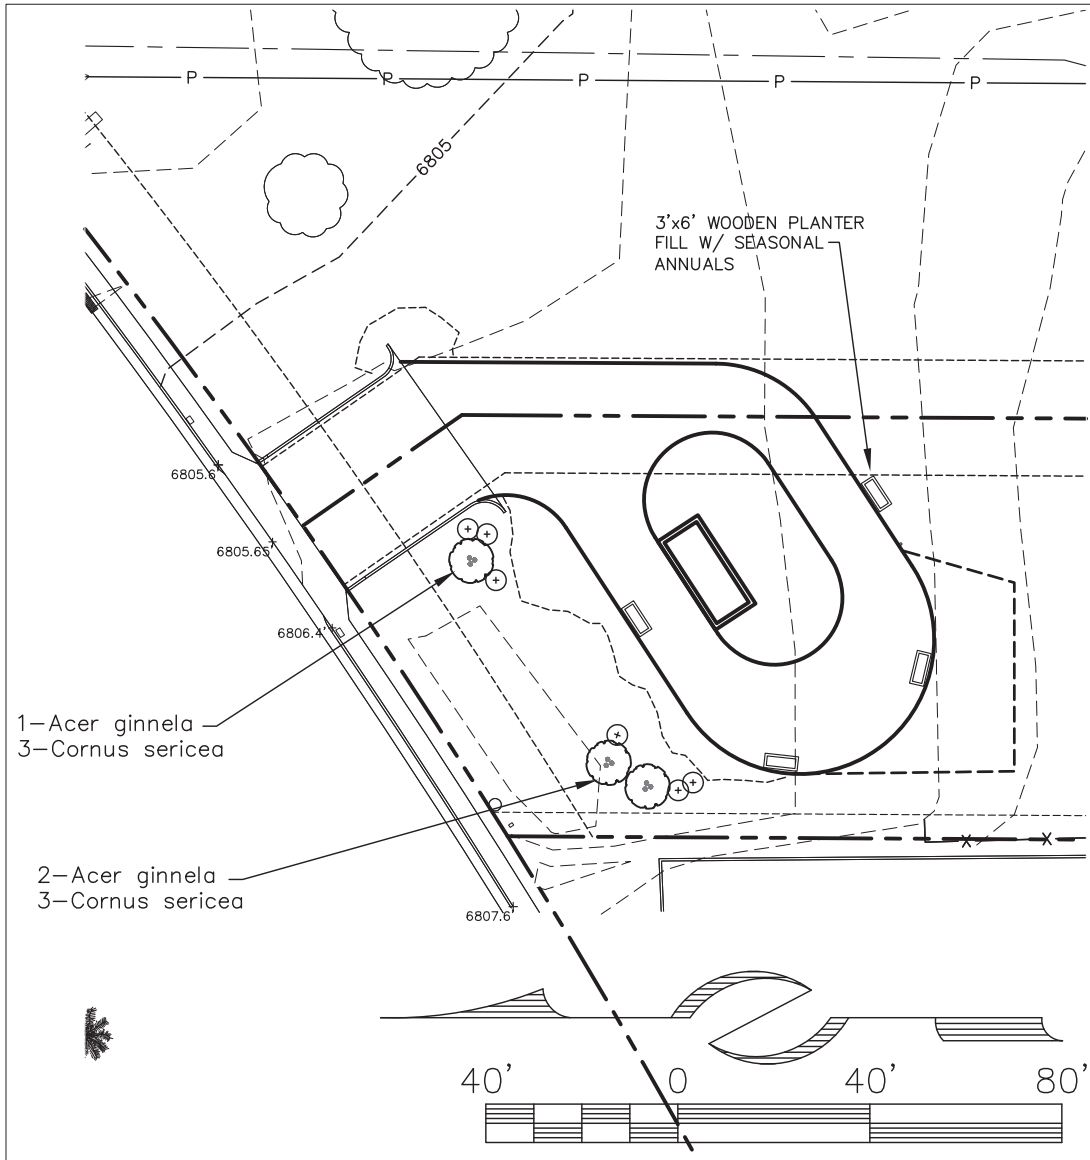 P P P P P
6805
3'x6' WOODEN PLANTER
FILL W/ SEASONAL
ANNUALS
6805.6
6805.65
6806.4'
1-Acer ginnela
3-Cornus sericea
2-Acer ginnela
3-Cornus sericea
6807.6
X X
40' 0 40' 80'